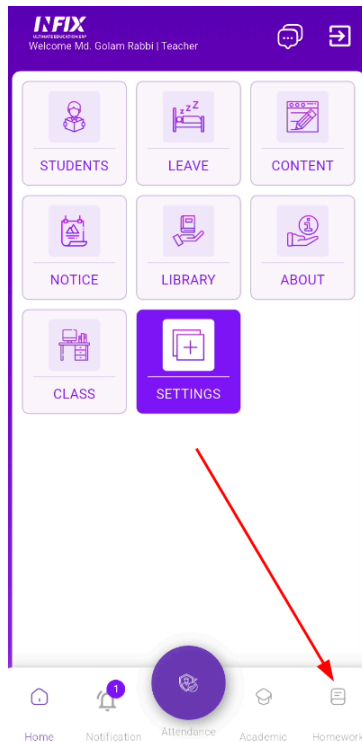 INFIX
ULTIMATE EDUCATION ERP
Welcome Md. Golam Rabbi | Teacher
STUDENTS
LEAVE
CONTENT
NOTICE
LIBRARY
ABOUT
CLASS
SETTINGS
1
Home
Notification
Attendance
Academic
Homework